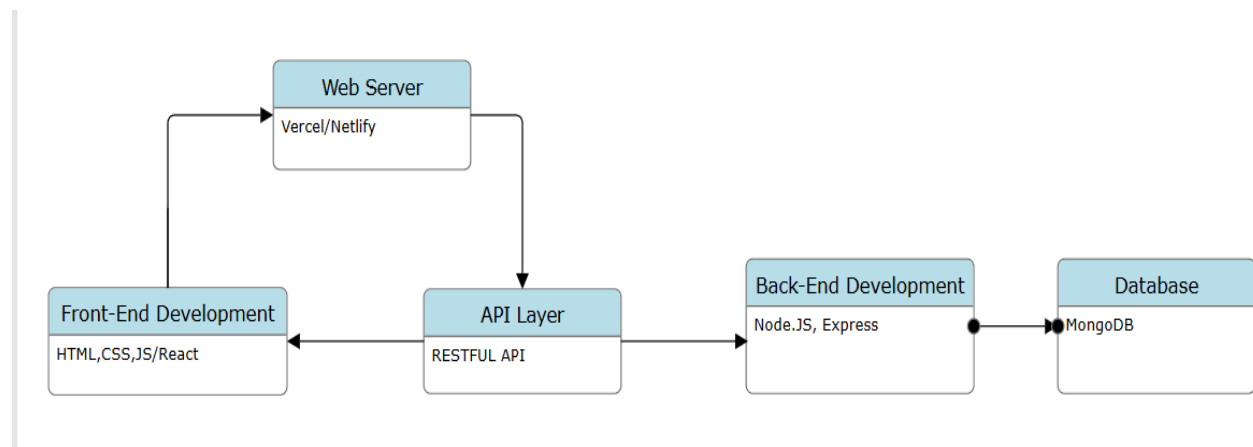 Web Server
Vercel/Netlify
Front-End Development
HTML,CSS,JS/React
API Layer
RESTFUL API
Back-End Development
Node.JS, Express
Database
MongoDB